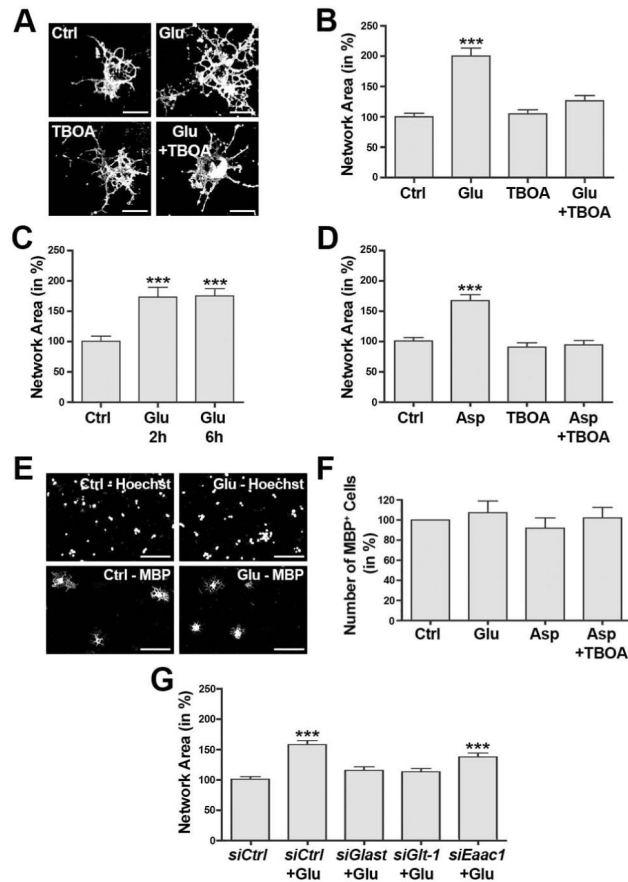 A
Ctrl
Glu
TBOA
Glu
+TBOA
B
Network Area (in %)
250
200
150
100
50
0
***
Ctrl
Glu
TBOA
Glu
+TBOA
C
Network Area (in %)
250
200
150
100
50
0
***
***
Ctrl
Glu
2h
Glu
6h
D
Network Area (in %)
250
200
150
100
50
0
***
Ctrl
Asp
TBOA
Asp
+TBOA
E
Ctrl - Hoechst
Glu - Hoechst
Ctrl - MBP
Glu - MBP
F
Number of MBP⁺ Cells
(in %)
120
100
80
60
40
20
0
Ctrl
Glu
Asp
Asp
+TBOA
G
Network Area (in %)
250
200
150
100
50
0
***
***
siCtrl
siCtrl
+Glu
siGlast
+Glu
siGlt-1
+Glu
siEaac1
+Glu